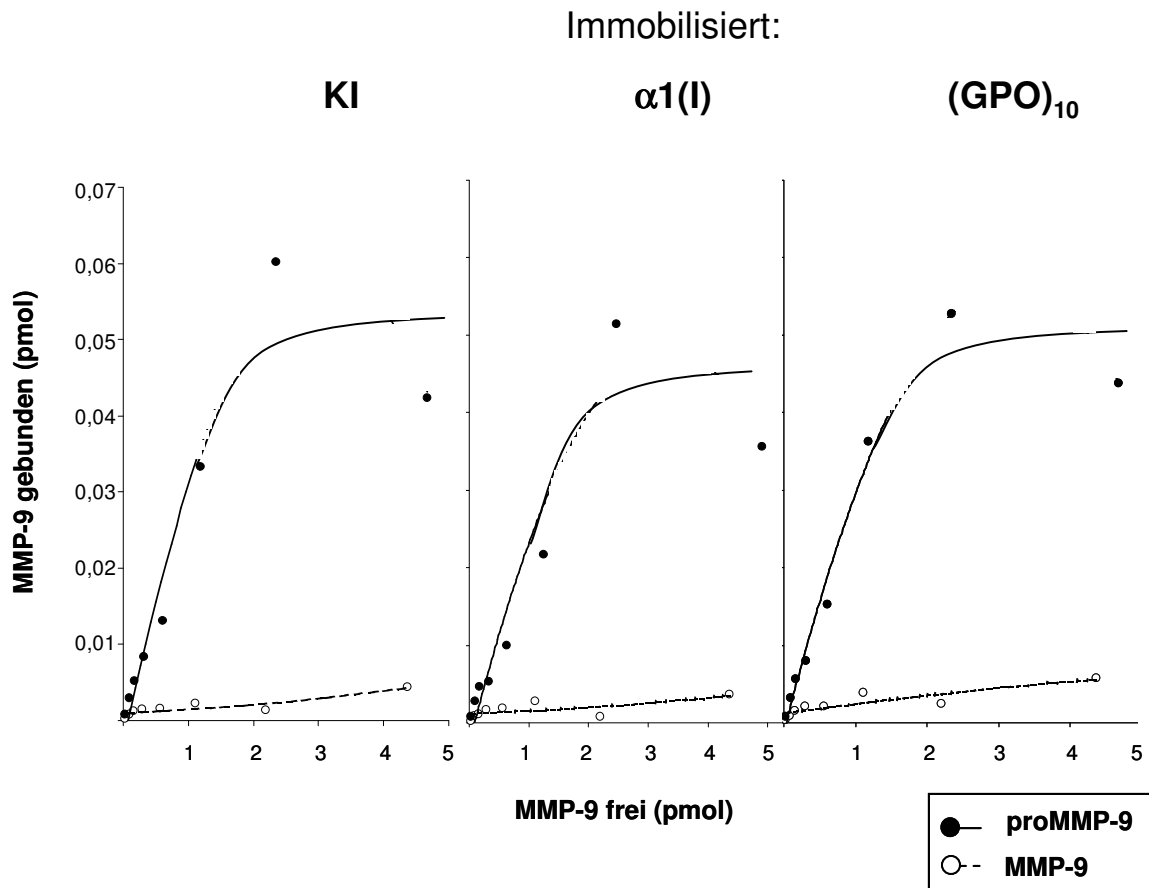 Immobilisiert:
KI α1(I) (GPO)₁₀
MMP-9 gebunden (pmol)
0,07
0,06
0,05
0,04
0,03
0,02
0,01
1 2 3 4 5 1 2 3 4 5 1 2 3 4 5
MMP-9 frei (pmol)
proMMP-9
MMP-9